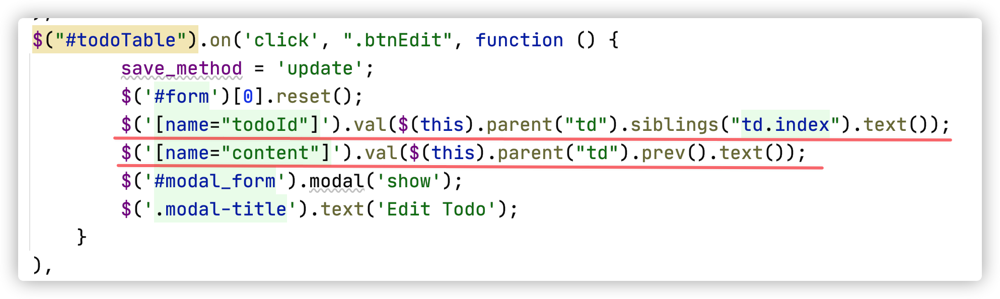 $("#todoTable").on('click', ".btnEdit", function () {
save_method = 'update';
$('#form')[0].reset();
$('[name="todoId"]').val($(this).parent("td").siblings("td.index").text());
$('[name="content"]').val($(this).parent("td").prev().text());
$('#modal_form').modal('show');
$('.modal-title').text('Edit Todo');
}
),